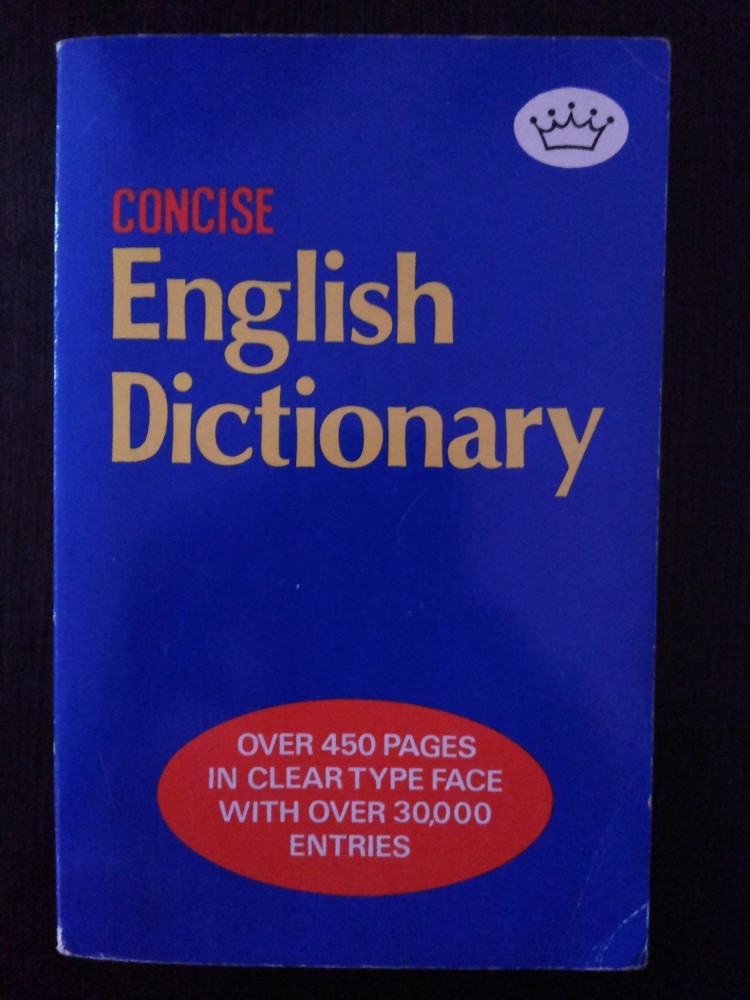 CONCISE
English
Dictionary
OVER 450 PAGES
IN CLEAR TYPE FACE
WITH OVER 30,000
ENTRIES